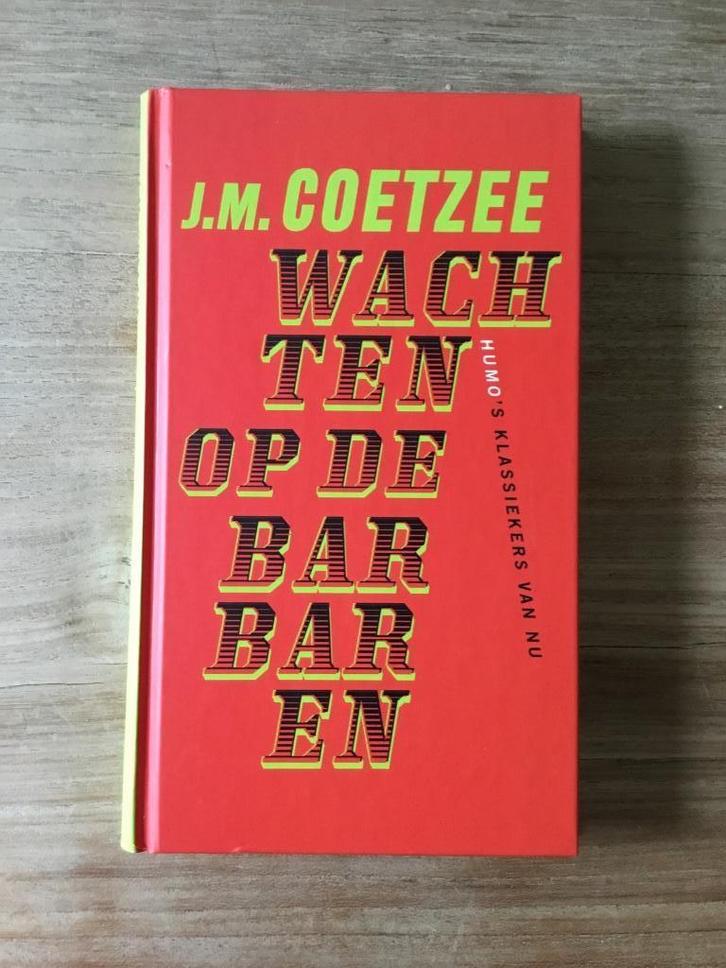 J.M. COETZEE
WACH
TEN
OP DE
BAR
BAR
EN
HUMO'S KLASSIEKERS VAN NU